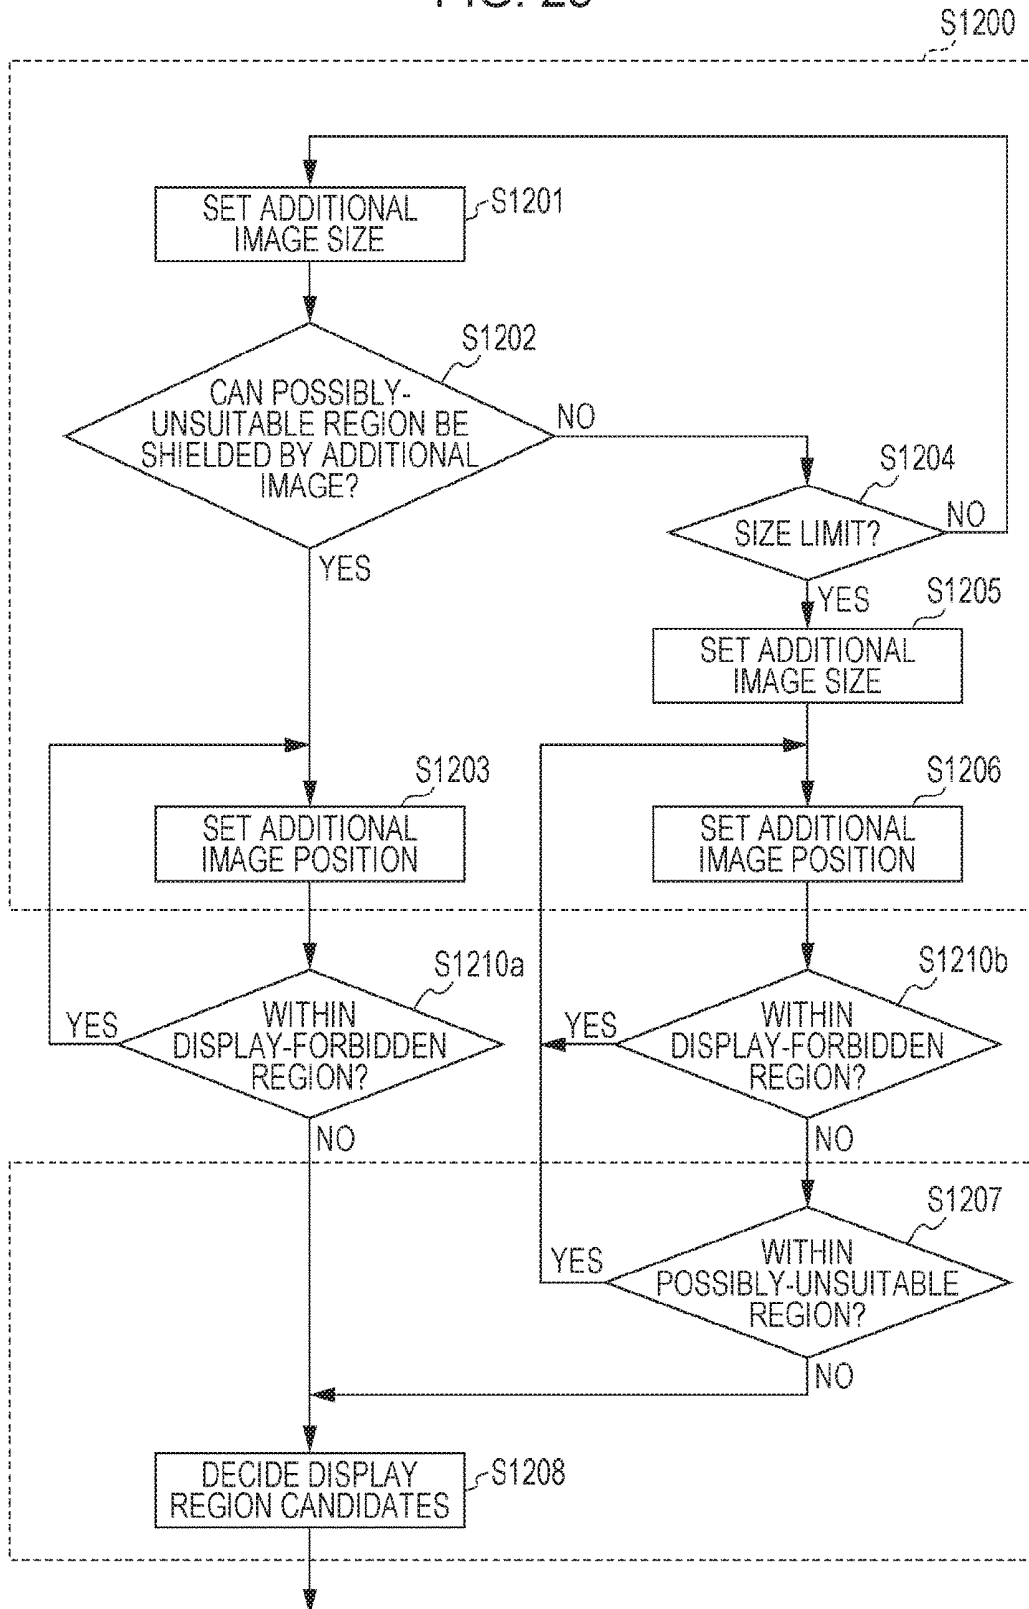 S1200
SET ADDITIONAL
IMAGE SIZE
S1201
CAN POSSIBLY-
UNSUITABLE REGION BE
SHIELDED BY ADDITIONAL
IMAGE?
S1202
NO
YES
SIZE LIMIT?
S1204
NO
YES
SET ADDITIONAL
IMAGE SIZE
S1205
SET ADDITIONAL
IMAGE POSITION
S1203
SET ADDITIONAL
IMAGE POSITION
S1206
WITHIN
DISPLAY-FORBIDDEN
REGION?
S1210a
YES
NO
WITHIN
DISPLAY-FORBIDDEN
REGION?
S1210b
YES
NO
WITHIN
POSSIBLY-UNSUITABLE
REGION?
S1207
YES
NO
DECIDE DISPLAY
REGION CANDIDATES
S1208